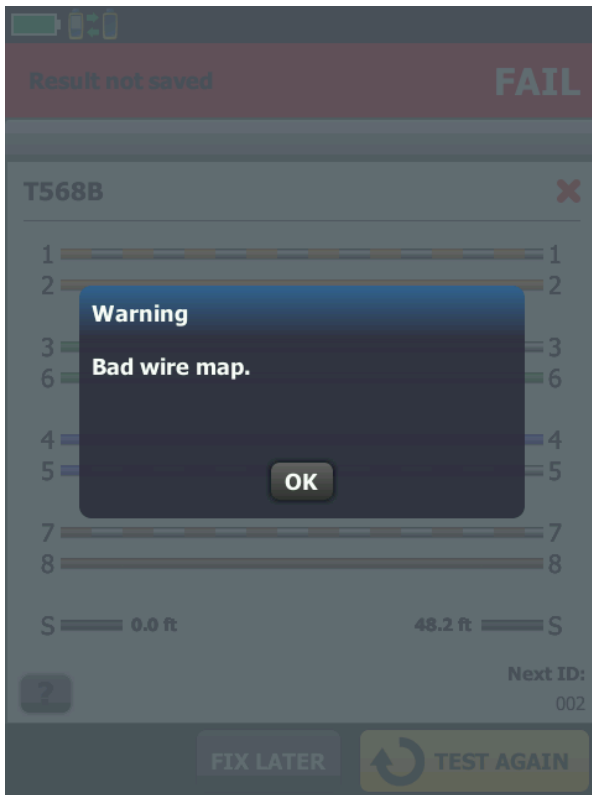 Result not saved FAIL
T568B
1 1
2 2
Warning
3 3
Bad wire map.
6 6
4 4
5 5
OK
7 7
8 8
S 0.0 ft 48.2 ft S
Next ID:
? 002
FIX LATER TEST AGAIN